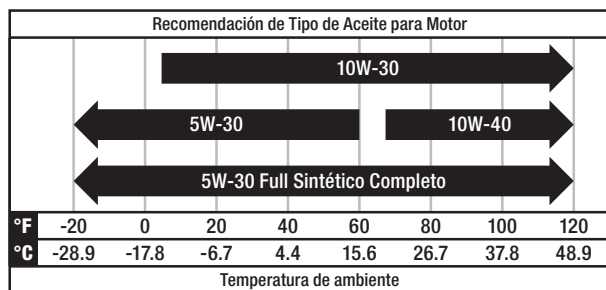 Recomendación de Tipo de Aceite para Motor
10W-30
5W-30 10W-40
5W-30 Full Sintético Completo
°F -20 0 20 40 60 80 100 120
°C -28.9 -17.8 -6.7 4.4 15.6 26.7 37.8 48.9
Temperatura de ambiente